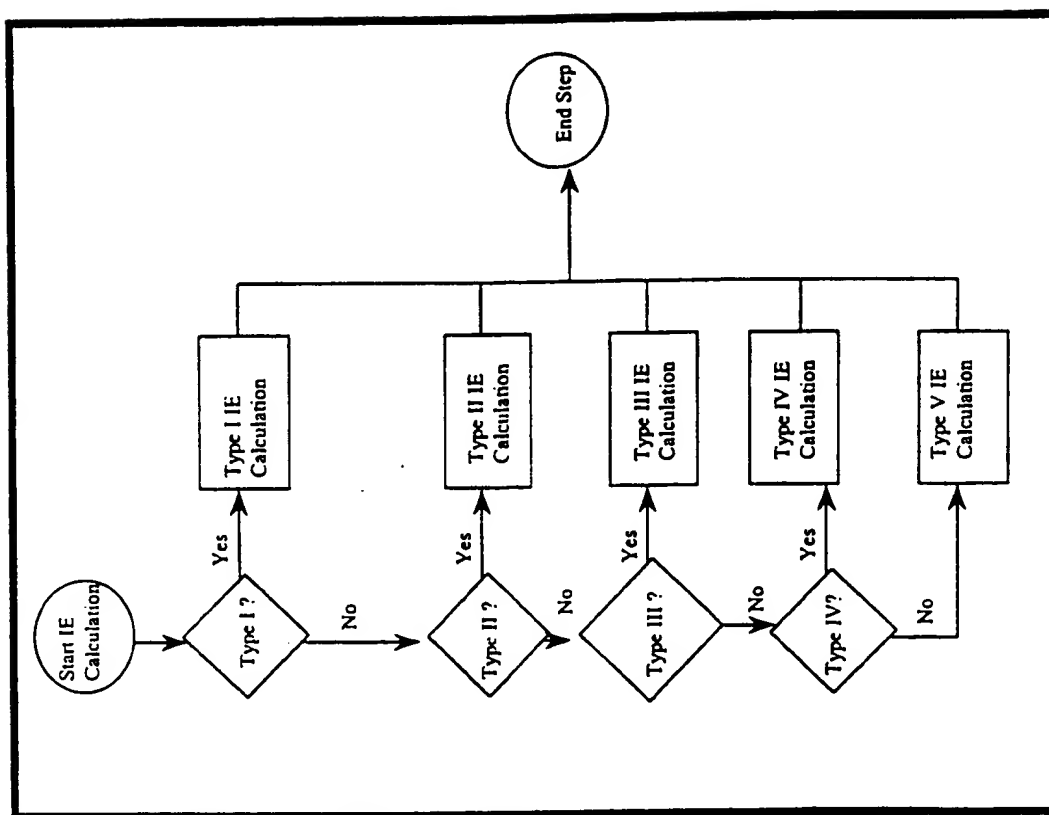 Start IE
Calculation
Type I ?
Yes
Type I IE
Calculation
No
Type II ?
Yes
Type II IE
Calculation
No
Type III ?
Yes
Type III IE
Calculation
No
Type IV?
Yes
Type IV IE
Calculation
No
Type V IE
Calculation
End Step